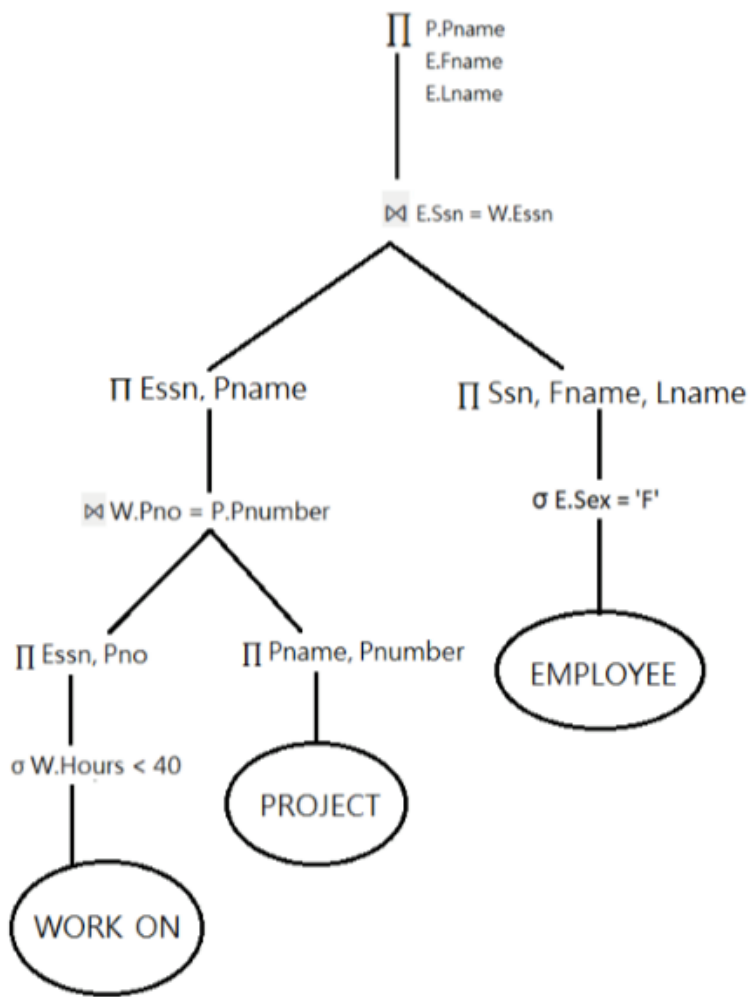 ∏ P.Pname
E.Fname
E.Lname
⋈ E.Ssn = W.Essn
∏ Essn, Pname
∏ Ssn, Fname, Lname
⋈ W.Pno = P.Pnumber
σ E.Sex = 'F'
∏ Essn, Pno
∏ Pname, Pnumber
EMPLOYEE
σ W.Hours < 40
PROJECT
WORK ON